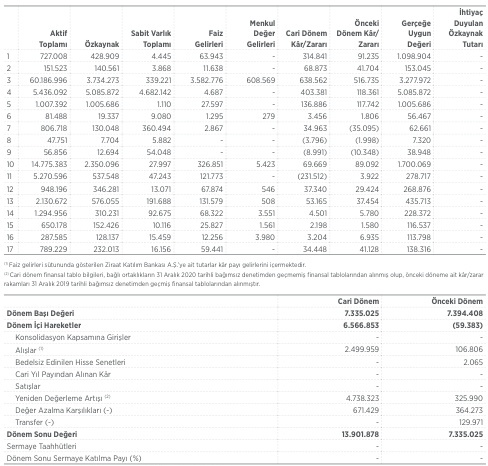 Aktif Toplamı Özkaynak Sabit Varlık Toplamı Faiz Gelirleri Menkul Değer Gelirleri Cari Dönem Kâr/Zararı Önceki Dönem Kâr/Zararı Gerçeğe Uygun Değeri İhtiyaç Duyulan Özkaynak Tutarı
1 727.008 428.909 4.445 63.943 - 314.841 91.235 1.098.904 -
2 151.523 140.561 3.868 11.638 - 68.873 41.704 153.045 -
3 60.186.996 3.734.273 339.221 3.582.776 608.569 638.562 516.735 3.277.972 -
4 5.436.092 5.085.872 4.682.142 4.687 - 403.381 118.361 5.085.872 -
5 1.007.392 1.005.686 1.110 27.597 - 136.886 117.742 1.005.686 -
6 81.488 19.337 9.080 1.295 279 3.456 1.806 56.467 -
7 806.718 130.048 360.494 2.867 - 34.963 (35.095) 62.661 -
8 47.751 7.704 5.882 - - (3.796) (1.998) 7.320 -
9 56.856 12.694 54.048 - - (8.991) (10.348) 38.948 -
10 14.775.383 2.350.096 27.997 326.851 5.423 69.669 89.092 1.700.069 -
11 5.270.596 537.548 47.243 121.773 - (231.512) 3.922 278.717 -
12 948.196 346.281 13.071 67.874 546 37.340 29.424 268.876 -
13 2.130.672 576.055 191.688 131.579 508 53.165 37.454 435.713 -
14 1.294.956 310.231 92.675 68.322 3.551 4.501 5.780 228.372 -
15 650.178 152.426 10.116 25.827 1.561 2.198 1.580 116.537 -
16 287.585 128.137 15.459 12.256 3.980 3.204 6.935 113.798 -
17 789.229 232.013 16.156 59.441 - 34.448 41.128 138.316 -
(1) Faiz gelirleri sütununda gösterilen Ziraat Katılım Bankası A.Ş.'ye ait tutarlar kâr payı gelirlerini içermektedir.
(2) Cari dönem finansal tablo bilgileri, bağlı ortaklıkların 31 Aralık 2020 tarihli bağımsız denetimden geçmemiş finansal tablolarından alınmış olup, önceki döneme ait kâr/zarar
rakamları 31 Aralık 2019 tarihli bağımsız denetimden geçmiş finansal tablolarından alınmıştır.
Cari Dönem Önceki Dönem
Dönem Başı Değeri 7.335.025 7.394.408
Dönem İçi Hareketler 6.566.853 (59.383)
Konsolidasyon Kapsamına Girişler - -
Alışlar (1) 2.499.959 106.806
Bedelsiz Edinilen Hisse Senetleri - 2.065
Cari Yıl Payından Alınan Kâr - -
Satışlar - -
Yeniden Değerleme Artışı (2) 4.738.323 325.990
Değer Azalma Karşılıkları (-) 671.429 364.273
Transfer (-) - 129.971
Dönem Sonu Değeri 13.901.878 7.335.025
Sermaye Taahhütleri - -
Dönem Sonu Sermaye Katılma Payı (%) - -